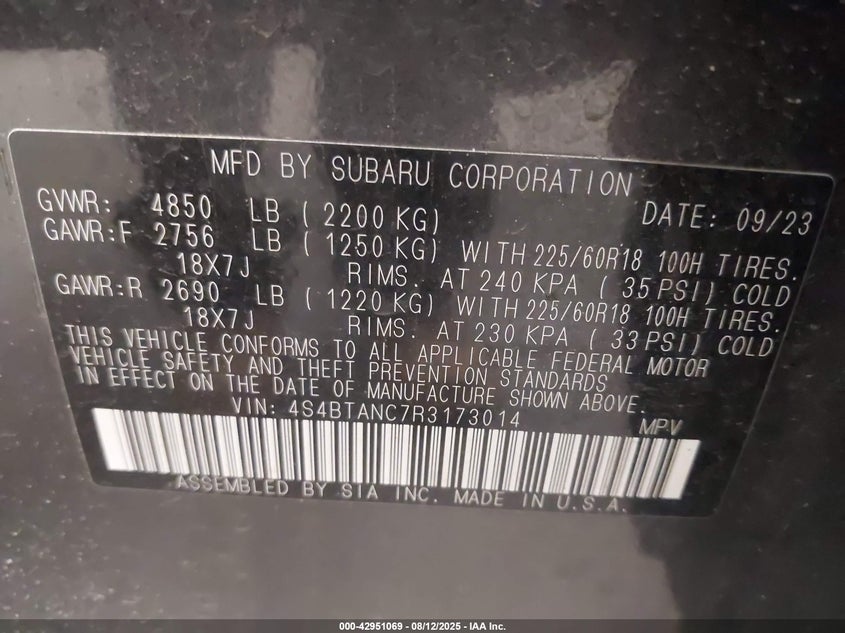 MFD BY SUBARU CORPORATION
GVWR: 4850 LB ( 2200 KG) DATE: 09/23
GAWR:F 2756 LB ( 1250 KG) WITH 225/60R18 100H TIRES.
18X7J RIMS. AT 240 KPA ( 35 PSI) COLD
GAWR:R 2690 LB ( 1220 KG) WITH 225/60R18 100H TIRES.
18X7J RIMS. AT 230 KPA ( 33 PSI) COLD
THIS VEHICLE CONFORMS TO ALL APPLICABLE FEDERAL MOTOR
VEHICLE SAFETY AND THEFT PREVENTION STANDARDS
IN EFFECT ON THE DATE OF MANUFACTURE SHOWN ABOVE.
VIN: 4S4BTANC7R3173014 MPV
ASSEMBLED BY SIA INC. MADE IN U.S.A.
000-42951069 - 08/12/2025 - IAA Inc.